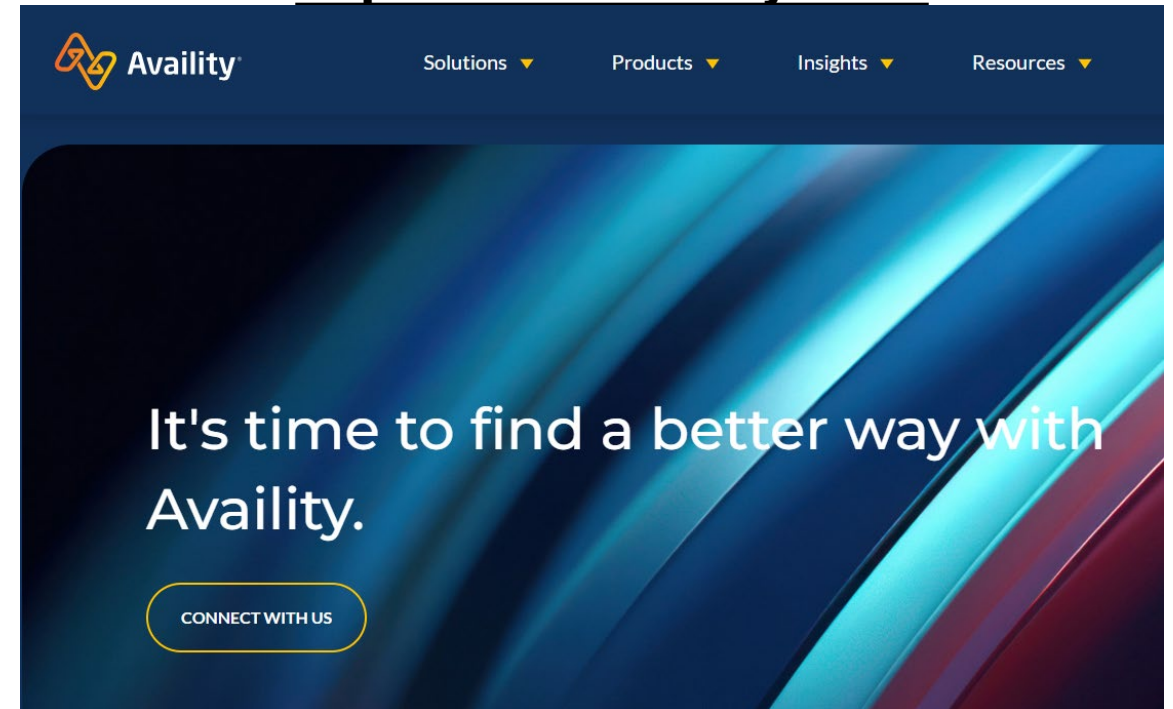 Availity
Solutions ▼ Products ▼ Insights ▼ Resources ▼
It's time to find a better way with
Availity.
CONNECT WITH US